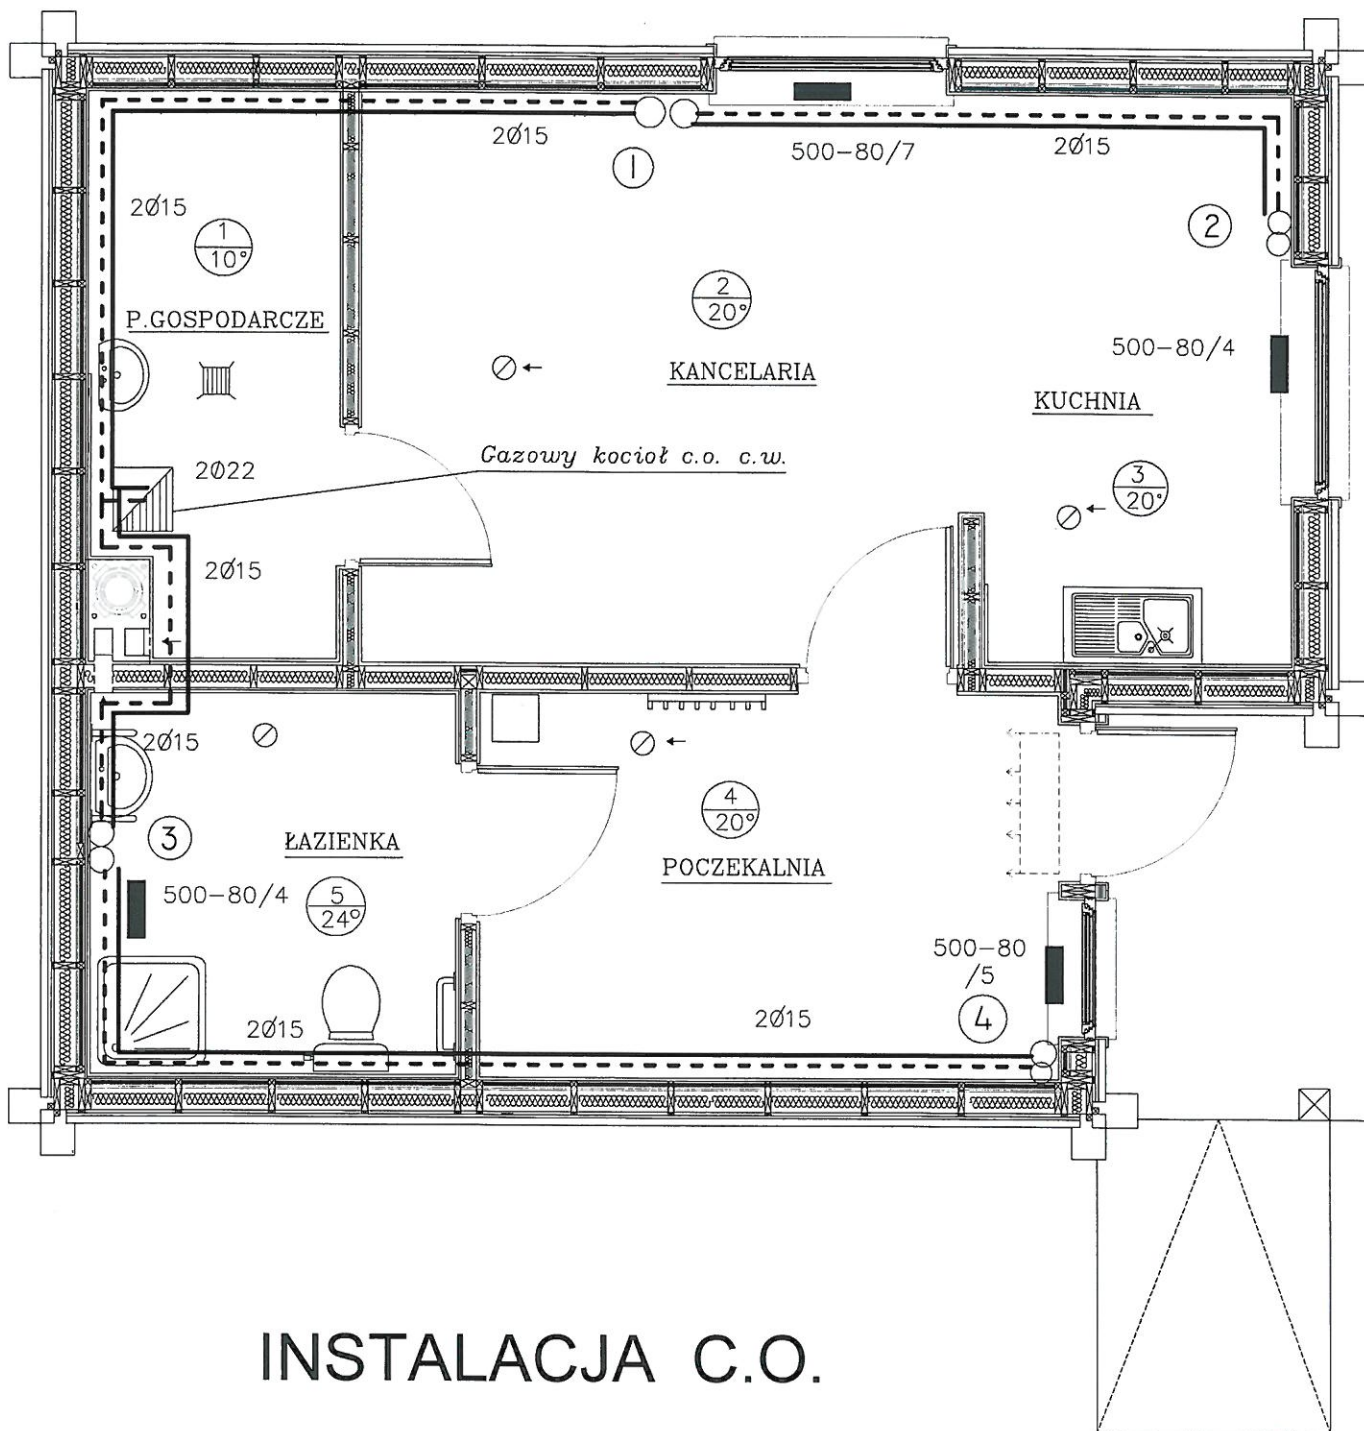 2Ø15
500-80/7
2Ø15
1
2Ø15
2
1
10°
2
20°
P.GOSPODARCZE
500-80/4
KANCELARIA
KUCHNIA
Gazowy kocioł c.o. c.w.
2Ø22
3
20°
2Ø15
2Ø15
4
20°
3
ŁAZIENKA
POCZEKALNIA
500-80/4
5
24°
500-80
/5
2Ø15
2Ø15
4
INSTALACJA C.O.